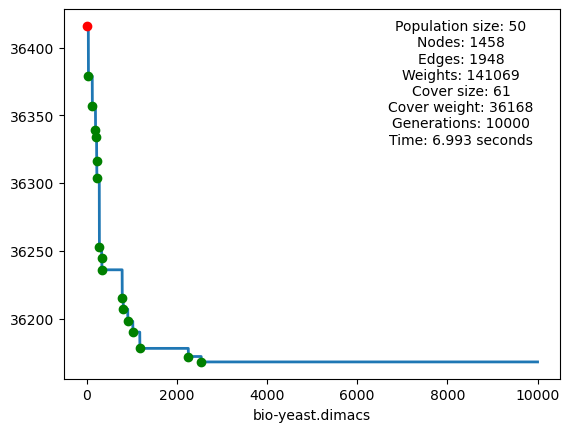 Population size: 50
Nodes: 1458
Edges: 1948
Weights: 141069
Cover size: 61
Cover weight: 36168
Generations: 10000
Time: 6.993 seconds
36400
36350
36300
36250
36200
0 2000 4000 6000 8000 10000
bio-yeast.dimacs